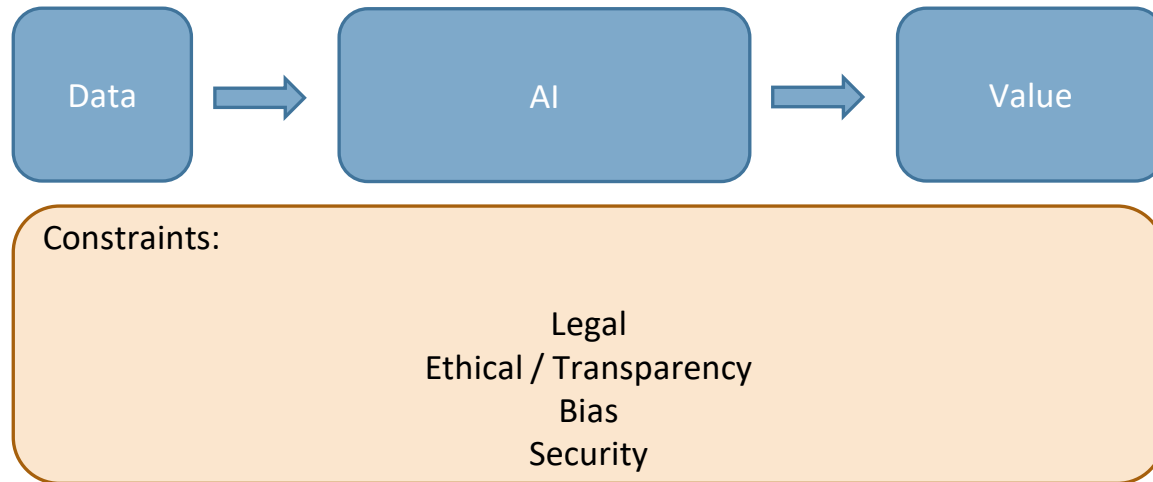 Data
AI
Value
Constraints:
Legal
Ethical / Transparency
Bias
Security